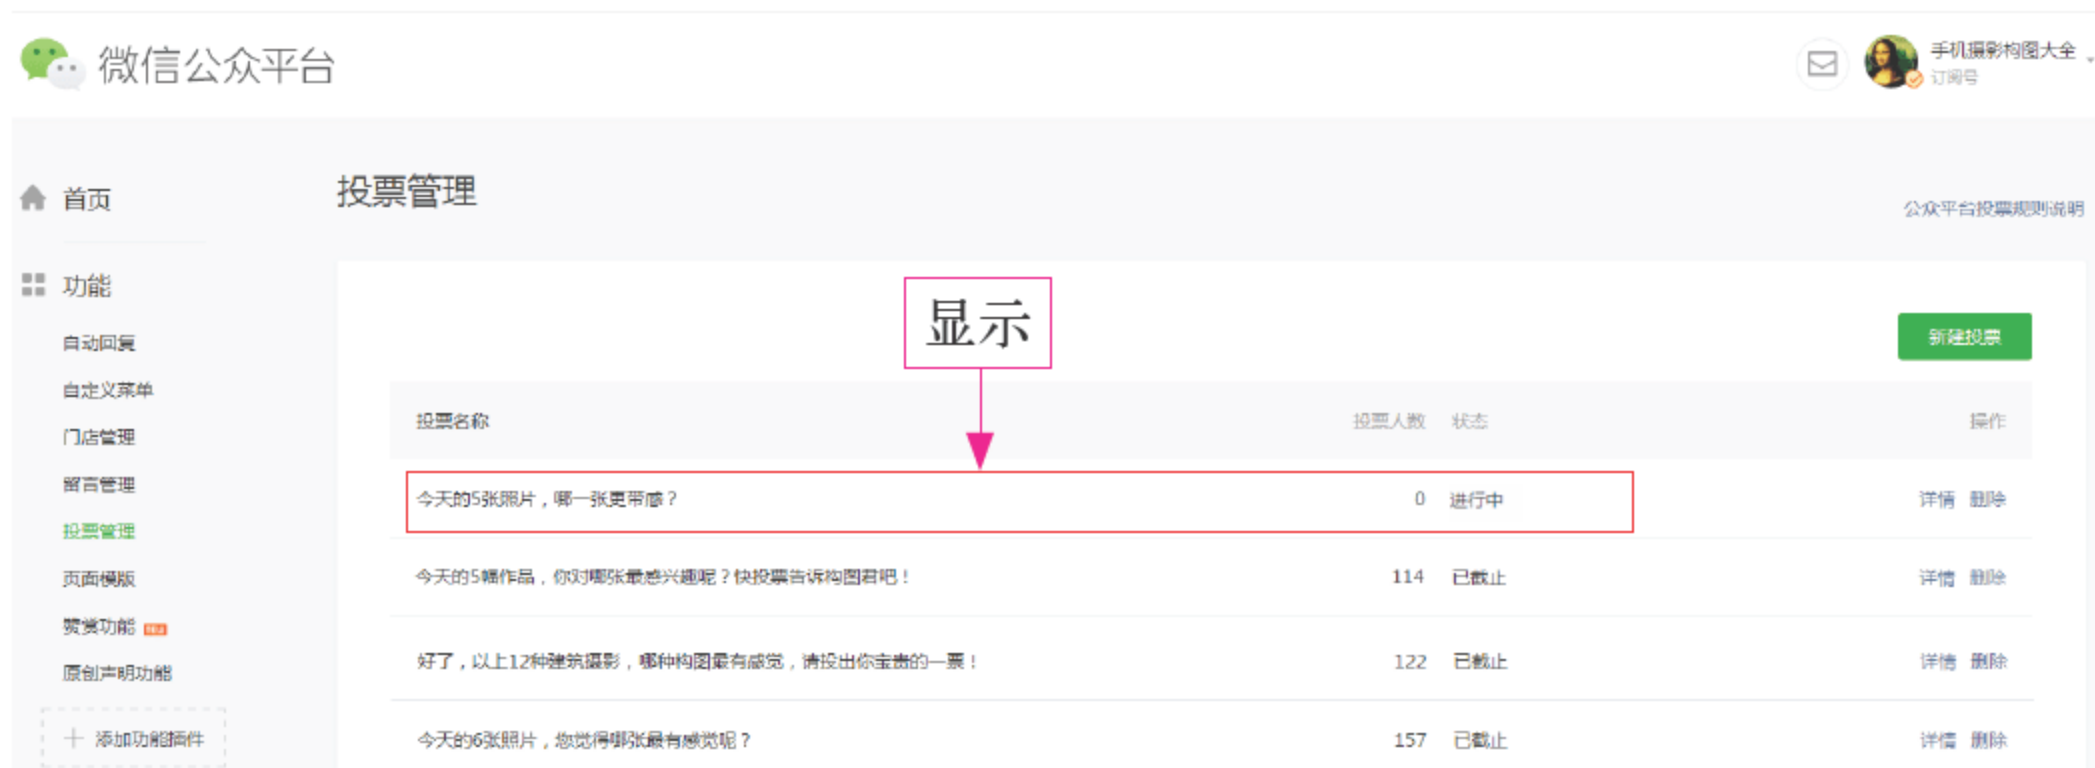 微信公众平台
手机摄影构图大全
订阅号
首页
投票管理
公众平台投票规则说明
功能
显示
新建投票
自动回复
自定义菜单
门店管理
留言管理
投票管理
页面模版
赞赏功能
原创声明功能
添加功能插件
投票名称 投票人数 状态 操作
今天的5张照片，哪一张更带感？ 0 进行中 详情 删除
今天的5幅作品，你对哪张最感兴趣呢？快投票告诉构图君吧！ 114 已截止 详情 删除
好了，以上12种建筑摄影，哪种构图最有感觉，请投出你宝贵的一票！ 122 已截止 详情 删除
今天的6张照片，您觉得哪张最有感觉呢？ 157 已截止 详情 删除